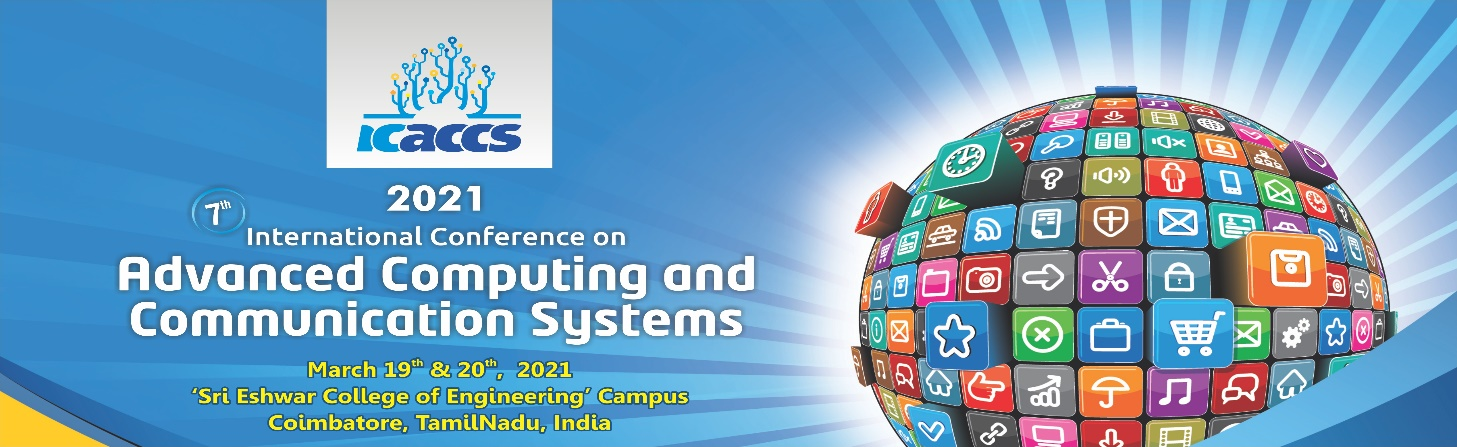 ICACCS
2021
7th
International Conference on
Advanced Computing and
Communication Systems
March 19th & 20th, 2021
‘Sri Eshwar College of Engineering’ Campus
Coimbatore, TamilNadu, India